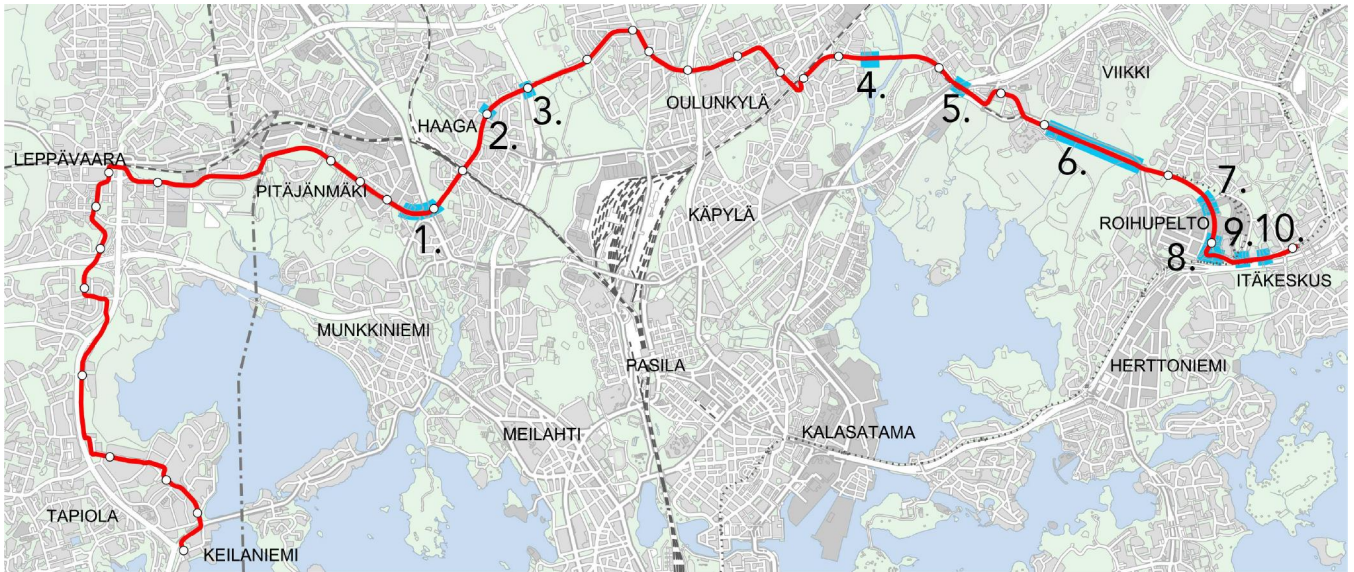 VIIKKI
4.
3.
OULUNKYLÄ
5.
2.
HAAGA
6.
LEPPÄVAARA
7.
PITÄJÄNMÄKI
KÄPYLÄ
ROIHUPELTO
1.
9.
10.
8.
ITÄKESKUS
MUNKKINIEMI
PASILA
HERTTONIEMI
MEILAHTI
KALASATAMA
TAPIOLA
KEILANIEMI